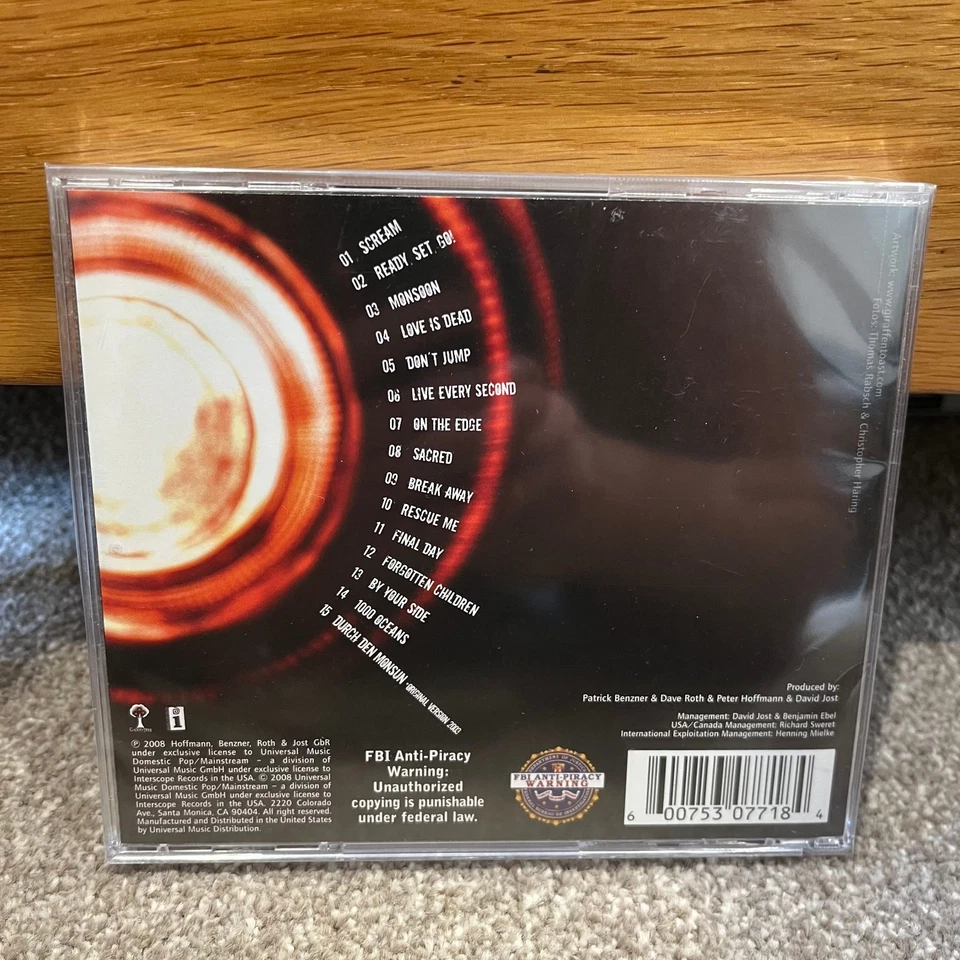 01 SCREAM
02 READY, SET, GO!
03 MONSOON
04 LOVE IS DEAD
05 DON'T JUMP
06 LIVE EVERY SECOND
07 ON THE EDGE
08 SACRED
09 BREAK AWAY
10 RESCUE ME
11 FINAL DAY
12 FORGOTTEN CHILDREN
13 BY YOUR SIDE
14 1000 OCEANS
15 DURCH DEN MONSUN - ORIGINAL VERSION 2003
Artwork: www.giraffentoast.com
Fotos: Thomas Rabsch & Christopher Häring
Produced by:
Patrick Benzner & Dave Roth & Peter Hoffmann & David Jost
Management: David Jost & Benjamin Ebel
USA/Canada Management: Richard Sweret
International Exploitation Management: Henning Mielke
℗ 2008 Hoffmann, Benzner, Roth & Jost GbR
under exclusive license to Universal Music
Domestic Pop/Mainstream – a division of
Universal Music GmbH under exclusive license to
Interscope Records in the USA. © 2008 Universal
Music Domestic Pop/Mainstream – a division of
Universal Music GmbH under exclusive license to
Interscope Records in the USA. 2220 Colorado
Ave., Santa Monica, CA 90404. All right reserved.
Manufactured and Distributed in the United States
by Universal Music Distribution.
FBI Anti-Piracy
Warning:
Unauthorized
copying is punishable
under federal law.
FBI ANTI-PIRACY
WARNING
6 00753 07718 4